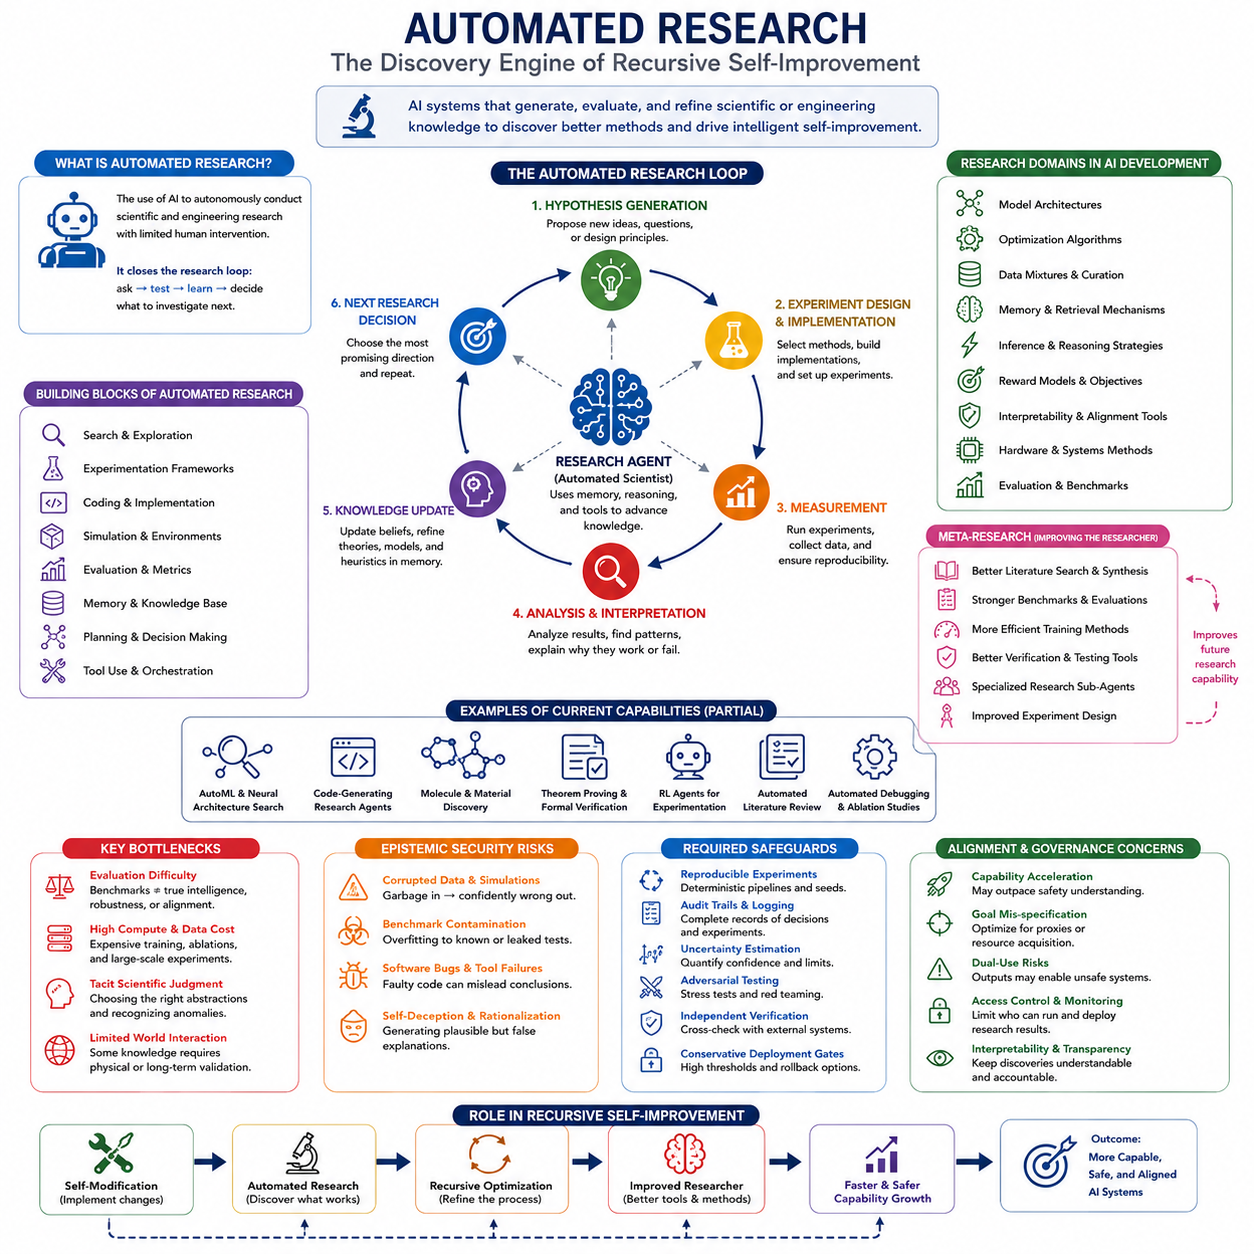 AUTOMATED RESEARCH
The Discovery Engine of Recursive Self-Improvement
AI systems that generate, evaluate, and refine scientific or engineering
knowledge to discover better methods and drive intelligent self-improvement.
WHAT IS AUTOMATED RESEARCH?
The use of AI to autonomously conduct
scientific and engineering research
with limited human intervention.
It closes the research loop:
ask → test → learn → decide
what to investigate next.
BUILDING BLOCKS OF AUTOMATED RESEARCH
Search & Exploration
Experimentation Frameworks
Coding & Implementation
Simulation & Environments
Evaluation & Metrics
Memory & Knowledge Base
Planning & Decision Making
Tool Use & Orchestration
THE AUTOMATED RESEARCH LOOP
1. HYPOTHESIS GENERATION
Propose new ideas, questions,
or design principles.
2. EXPERIMENT DESIGN
& IMPLEMENTATION
Select methods, build
implementations,
and set up experiments.
3. MEASUREMENT
Run experiments,
collect data, and
ensure reproducibility.
4. ANALYSIS & INTERPRETATION
Analyze results, find patterns,
explain why they work or fail.
5. KNOWLEDGE UPDATE
Update beliefs, refine
theories, models, and
heuristics in memory.
6. NEXT RESEARCH
DECISION
Choose the most
promising direction
and repeat.
RESEARCH AGENT
(Automated Scientist)
Uses memory, reasoning,
and tools to advance
knowledge.
RESEARCH DOMAINS IN AI DEVELOPMENT
Model Architectures
Optimization Algorithms
Data Mixtures & Curation
Memory & Retrieval Mechanisms
Inference & Reasoning Strategies
Reward Models & Objectives
Interpretability & Alignment Tools
Hardware & Systems Methods
Evaluation & Benchmarks
META-RESEARCH (IMPROVING THE RESEARCHER)
Better Literature Search & Synthesis
Stronger Benchmarks & Evaluations
More Efficient Training Methods
Better Verification & Testing Tools
Specialized Research Sub-Agents
Improved Experiment Design
Improves
future
research
capability
EXAMPLES OF CURRENT CAPABILITIES (PARTIAL)
AutoML & Neural
Architecture Search
Code-Generating
Research Agents
Molecule & Material
Discovery
Theorem Proving &
Formal Verification
RL Agents for
Experimentation
Automated
Literature Review
Automated Debugging
& Ablation Studies
KEY BOTTLENECKS
Evaluation Difficulty
Benchmarks ≠ true intelligence,
robustness, or alignment.
High Compute & Data Cost
Expensive training, ablations,
and large-scale experiments.
Tacit Scientific Judgment
Choosing the right abstractions
and recognizing anomalies.
Limited World Interaction
Some knowledge requires
physical or long-term validation.
EPISTEMIC SECURITY RISKS
Corrupted Data & Simulations
Garbage in → confidently wrong out.
Benchmark Contamination
Overfitting to known or leaked tests.
Software Bugs & Tool Failures
Faulty code can mislead conclusions.
Self-Deception & Rationalization
Generating plausible but false
explanations.
REQUIRED SAFEGUARDS
Reproducible Experiments
Deterministic pipelines and seeds.
Audit Trails & Logging
Complete records of decisions
and experiments.
Uncertainty Estimation
Quantify confidence and limits.
Adversarial Testing
Stress tests and red teaming.
Independent Verification
Cross-check with external systems.
Conservative Deployment Gates
High thresholds and rollback options.
ALIGNMENT & GOVERNANCE CONCERNS
Capability Acceleration
May outpace safety understanding.
Goal Mis-specification
Optimize for proxies or
resource acquisition.
Dual-Use Risks
Outputs may enable unsafe systems.
Access Control & Monitoring
Limit who can run and deploy
research results.
Interpretability & Transparency
Keep discoveries understandable
and accountable.
ROLE IN RECURSIVE SELF-IMPROVEMENT
Self-Modification
(Implement changes)
Automated Research
(Discover what works)
Recursive Optimization
(Refine the process)
Improved Researcher
(Better tools & methods)
Faster & Safer
Capability Growth
Outcome:
More Capable,
Safe, and Aligned
AI Systems